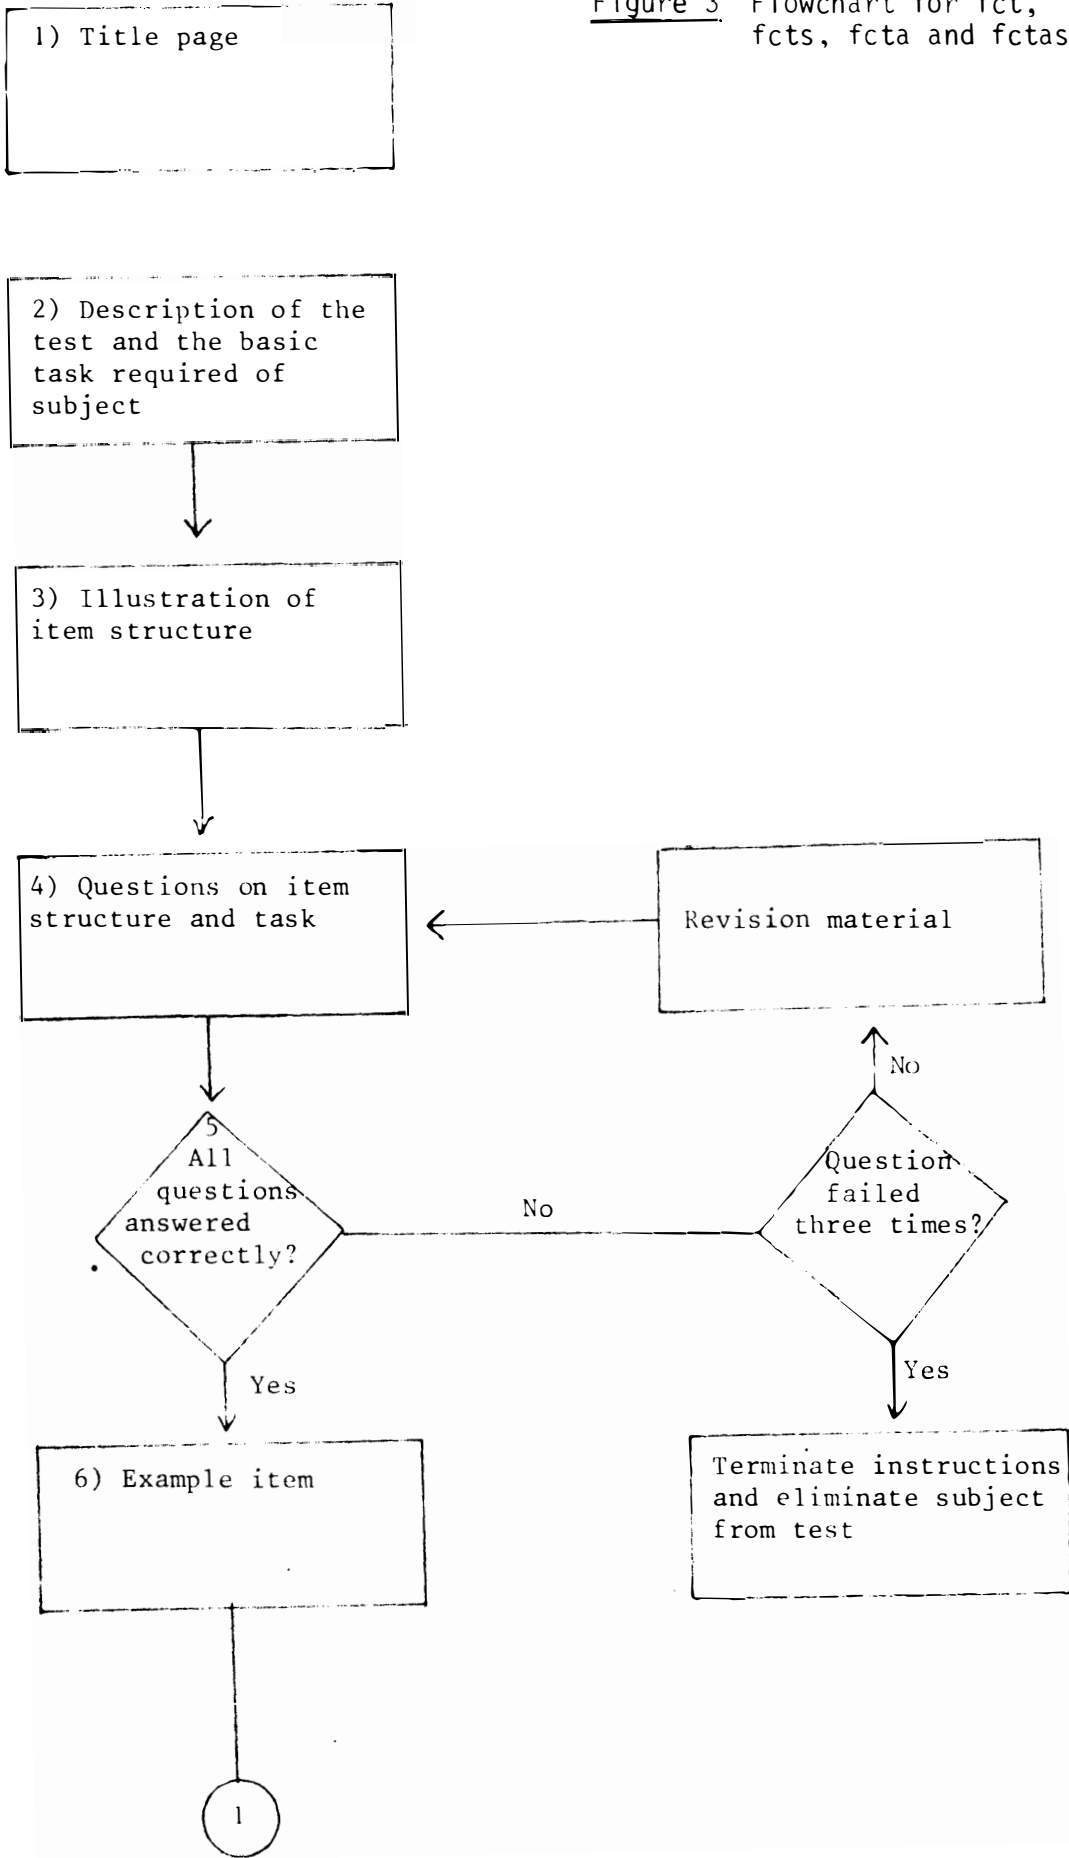 Figure 3 Flowchart for fct,
fcts, fcta and fctas
1) Title page
2) Description of the
test and the basic
task required of
subject
3) Illustration of
item structure
4) Questions on item
structure and task
Revision material
No
5
All
questions
answered
correctly?
No
Question
failed
three times?
Yes
Yes
6) Example item
Terminate instructions
and eliminate subject
from test
1